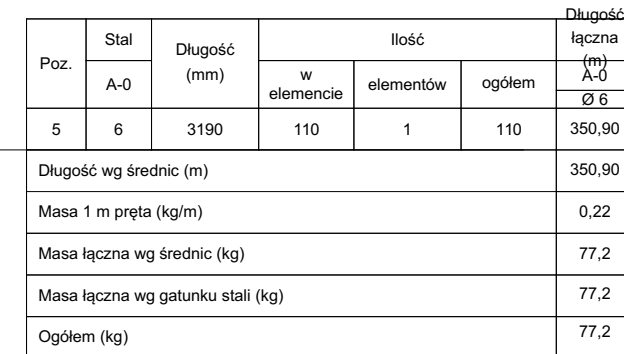 Poz.
Stal
A-0
Długość
(mm)
Ilość
w
elemencie
elementów
ogółem
Długość
łączna
(m)
A-0
Ø 6
5 6 3190 110 1 110 350,90
Długość wg średnic (m) 350,90
Masa 1 m pręta (kg/m) 0,22
Masa łączna wg średnic (kg) 77,2
Masa łączna wg gatunku stali (kg) 77,2
Ogółem (kg) 77,2